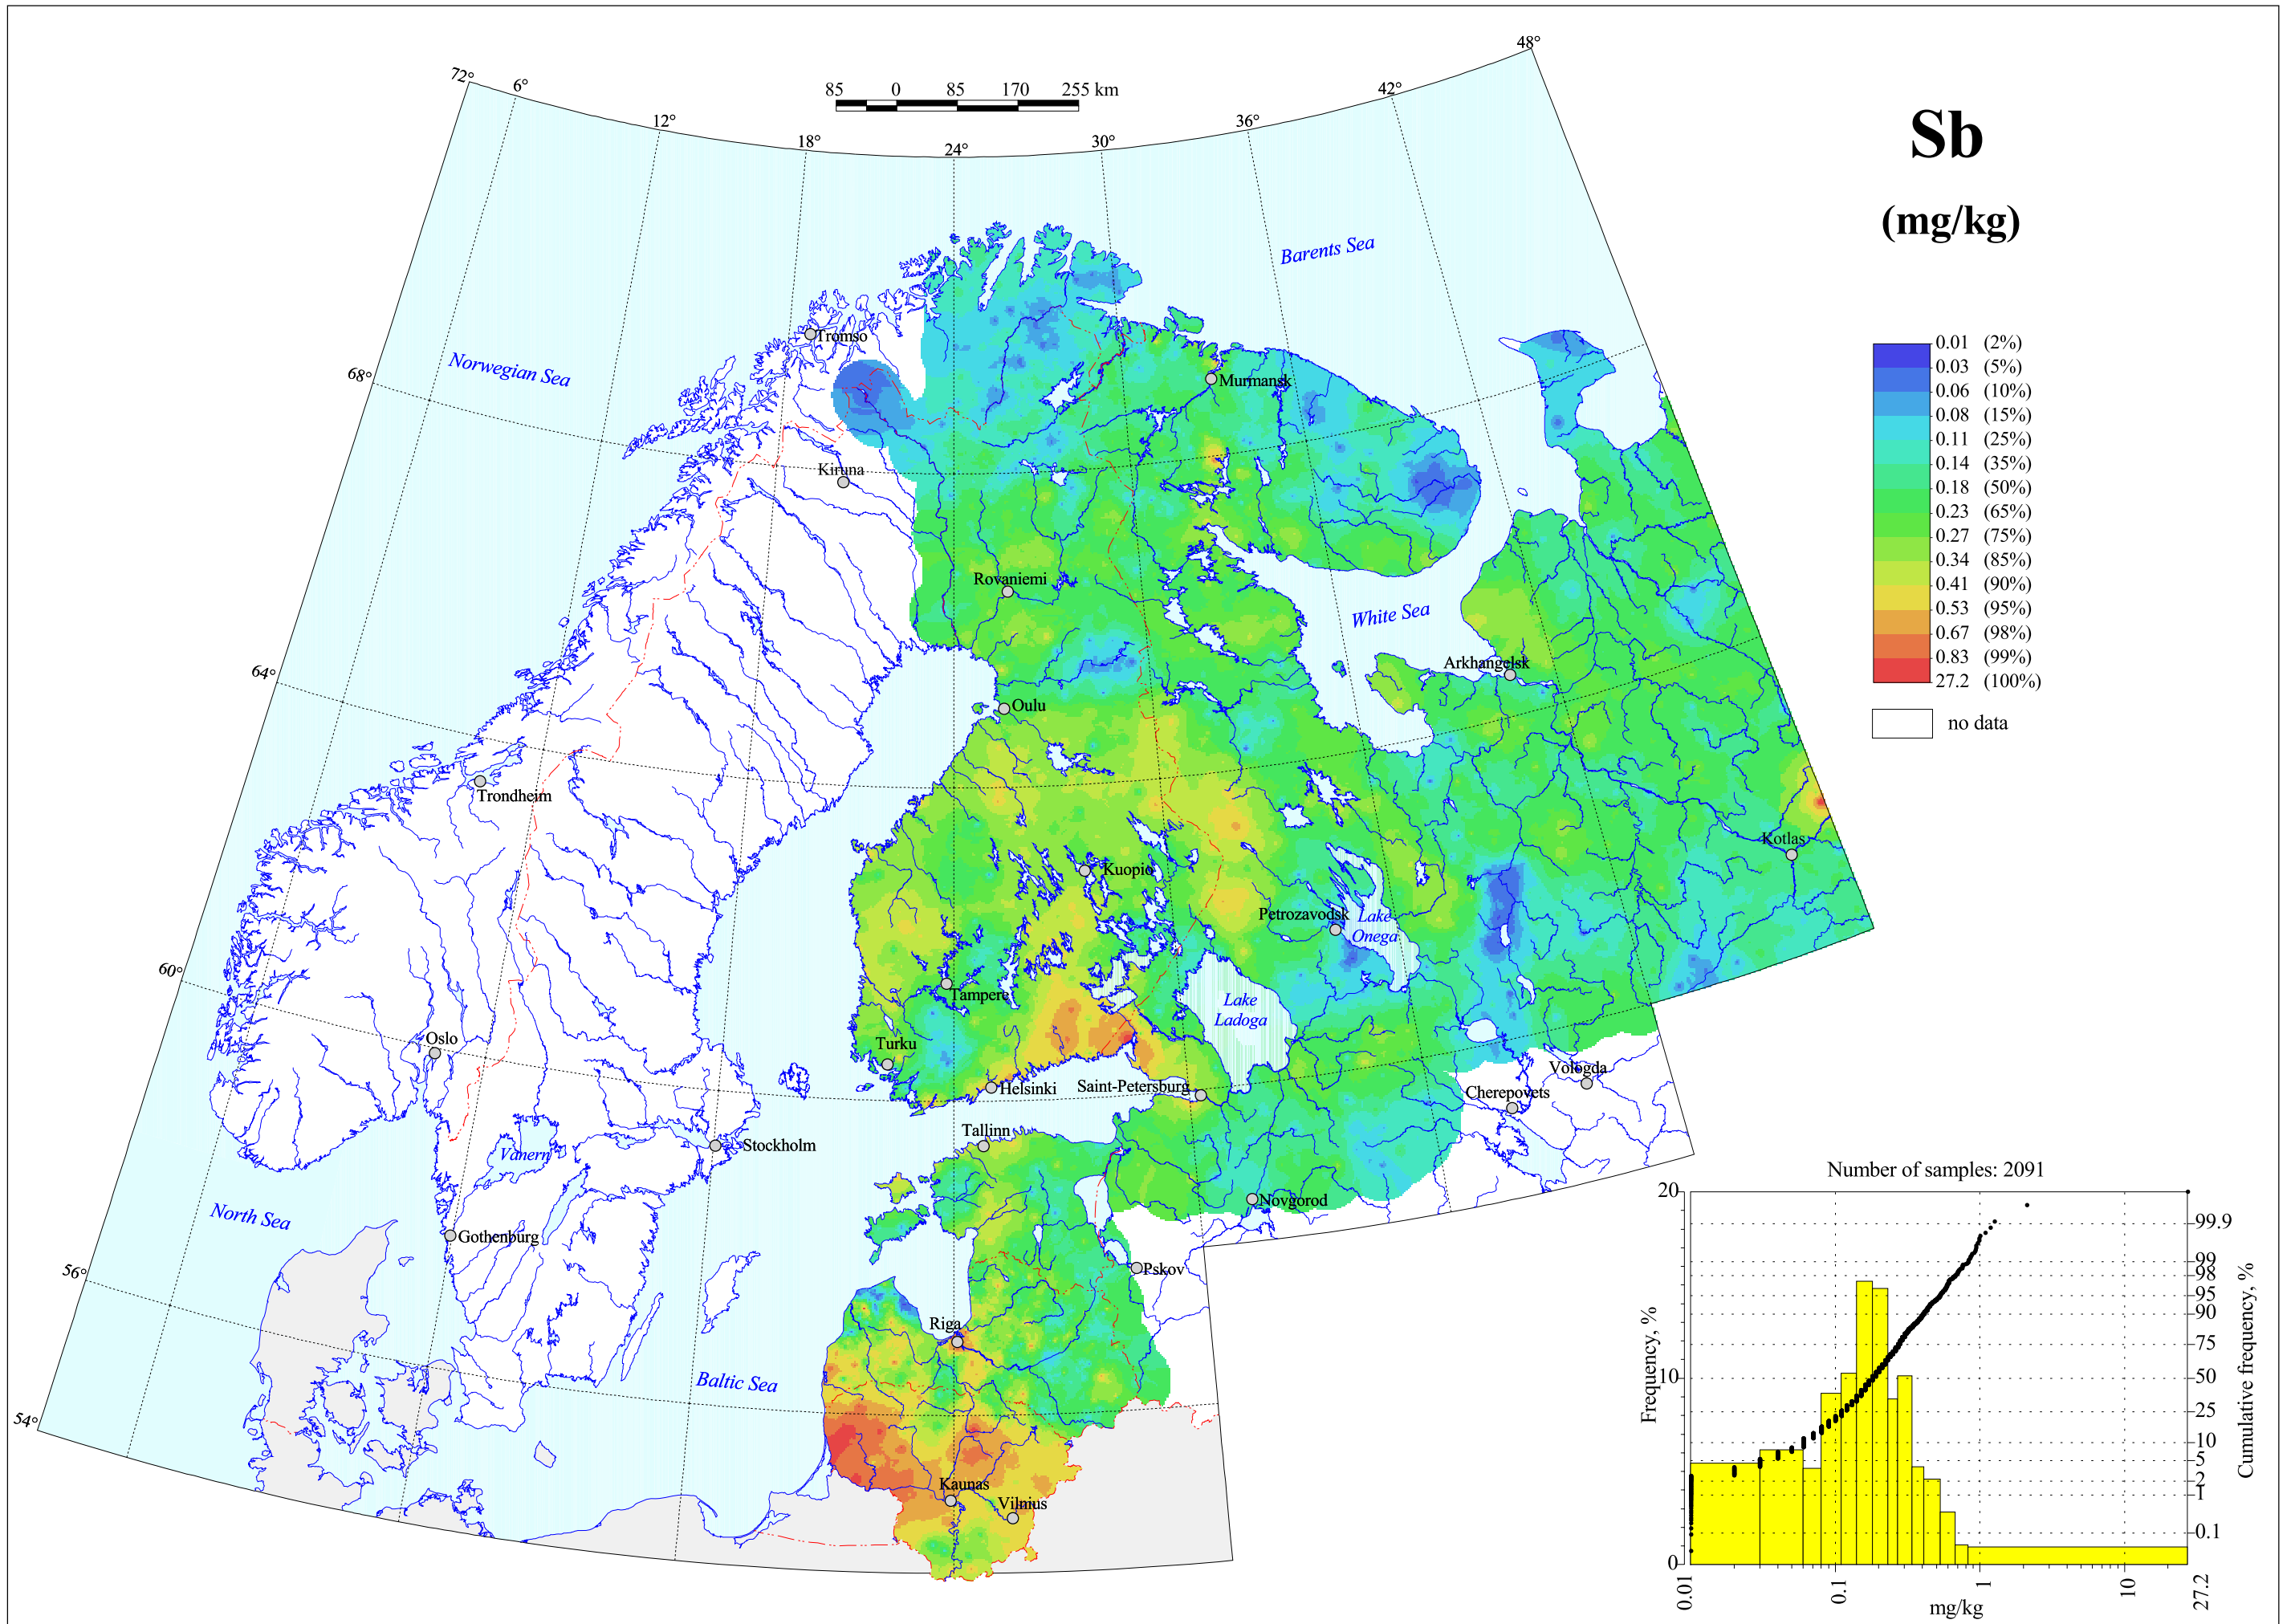 72°
6°
12°
18°
24°
30°
36°
42°
48°
85 0 85 170 255 km
Sb
(mg/kg)
Barents Sea
Norwegian Sea
Tromso
Murmansk
68°
Kiruna
0.01 (2%)
0.03 (5%)
0.06 (10%)
0.08 (15%)
0.11 (25%)
0.14 (35%)
0.18 (50%)
0.23 (65%)
0.27 (75%)
0.34 (85%)
0.41 (90%)
0.53 (95%)
0.67 (98%)
0.83 (99%)
27.2 (100%)
no data
Rovaniemi
White Sea
Arkhangelsk
64°
Oulu
Trondheim
Kotlas
Kuopio
Petrozavodsk
Lake
Onega
60°
Tampere
Lake
Ladoga
Oslo
Turku
Helsinki
Saint-Petersburg
Vologda
Cherepovets
Tallinn
Stockholm
Vanern
Novgorod
North Sea
Gothenburg
Pskov
56°
Riga
Baltic Sea
54°
Kaunas
Vilnius
Number of samples: 2091
20
10
0
Frequency, %
99.9
99
98
95
90
75
50
25
10
5
2
1
0.1
Cumulative frequency, %
0.01
0.1
1
10
27.2
mg/kg